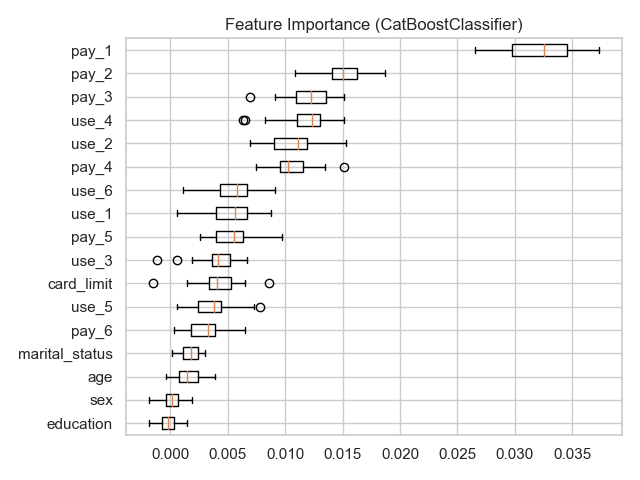 Feature Importance (CatBoostClassifier)
pay_1
pay_2
pay_3
use_4
use_2
pay_4
use_6
use_1
pay_5
use_3
card_limit
use_5
pay_6
marital_status
age
sex
education
0.000 0.005 0.010 0.015 0.020 0.025 0.030 0.035